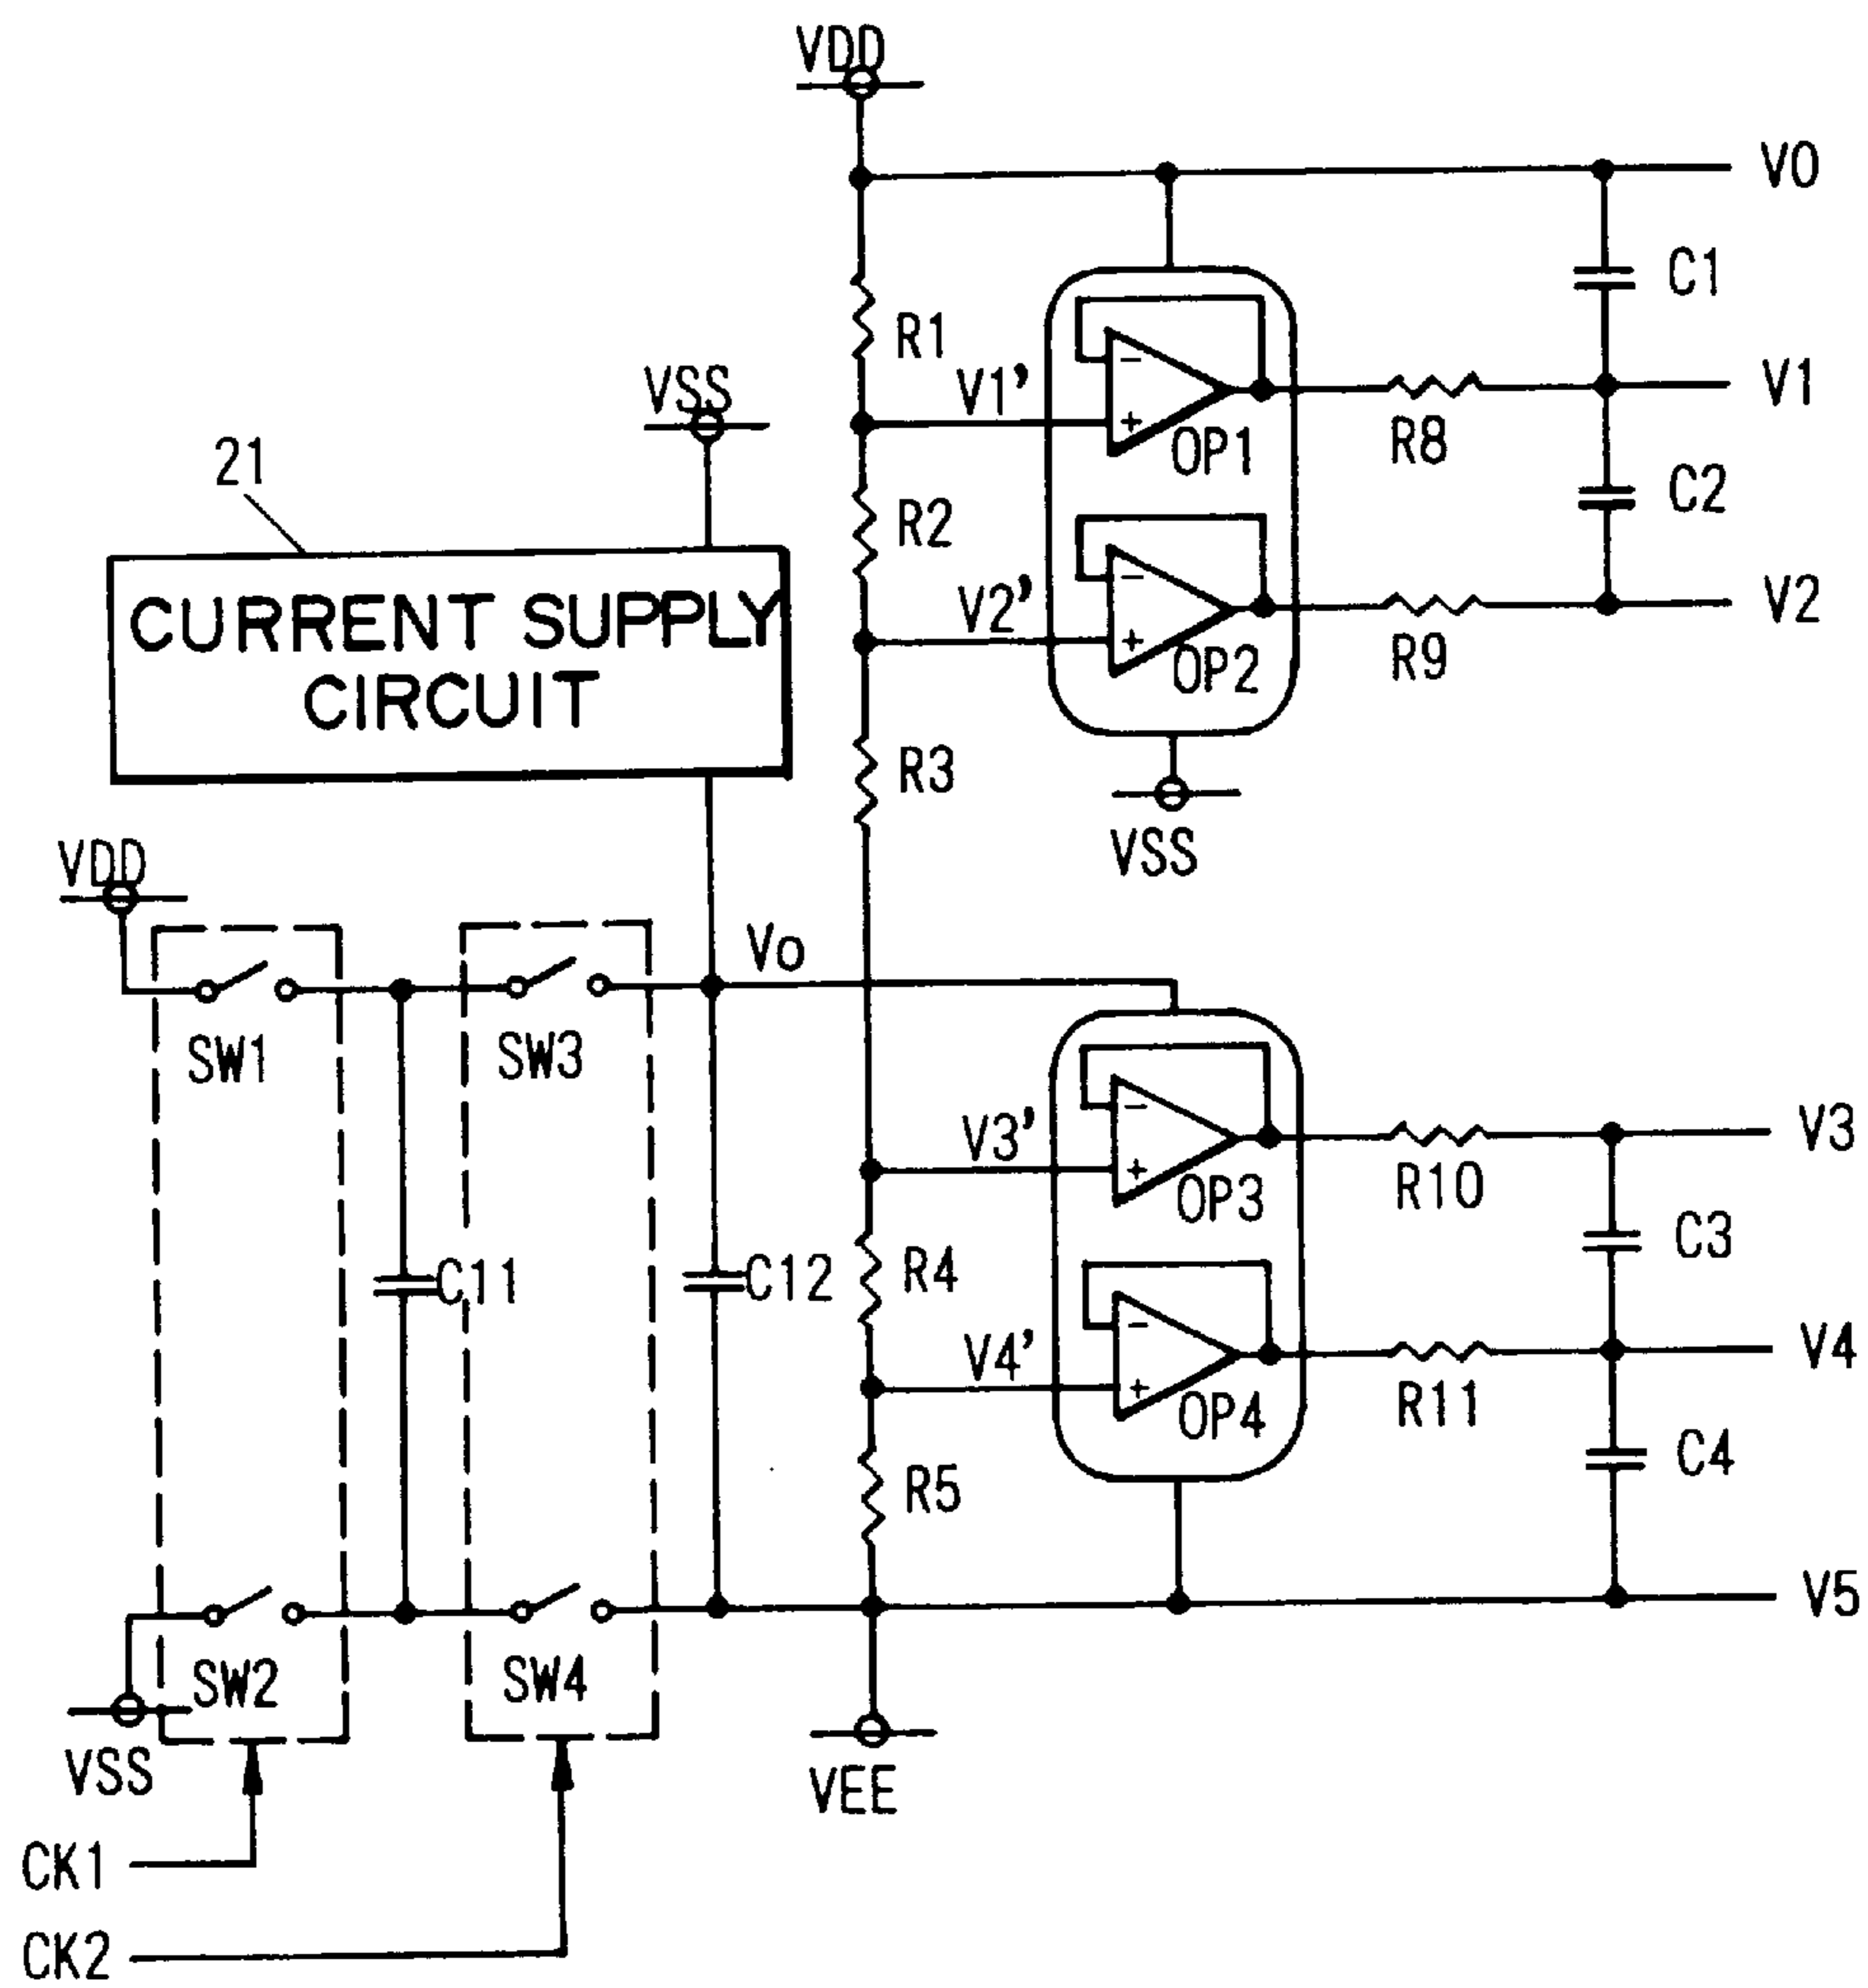 VDD
V0
C1
R1
V1'
V1
VSS
OP1
R8
21
C2
R2
V2'
V2
CURRENT SUPPLY
CIRCUIT
OP2
R9
R3
VSS
VDD
Vo
SW1
SW3
V3'
V3
OP3
R10
C3
C11
C12
R4
V4'
V4
OP4
R11
C4
R5
V5
SW2
SW4
VSS
VEE
CK1
CK2